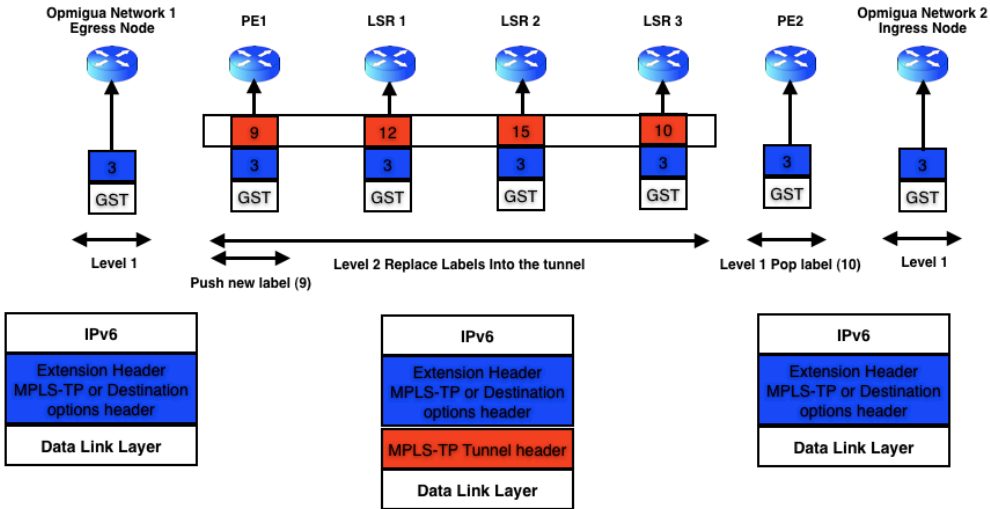 Opmigua Network 1
Egress Node
PE1
LSR 1
LSR 2
LSR 3
PE2
Opmigua Network 2
Ingress Node
9
12
15
10
3
3
3
3
3
3
3
GST
GST
GST
GST
GST
GST
GST
Level 1
Push new label (9)
Level 2 Replace Labels Into the tunnel
Level 1 Pop label (10)
Level 1
IPv6
Extension Header
MPLS-TP or Destination
options header
Data Link Layer
IPv6
Extension Header
MPLS-TP or Destination
options header
MPLS-TP Tunnel header
Data Link Layer
IPv6
Extension Header
MPLS-TP or Destination
options header
Data Link Layer